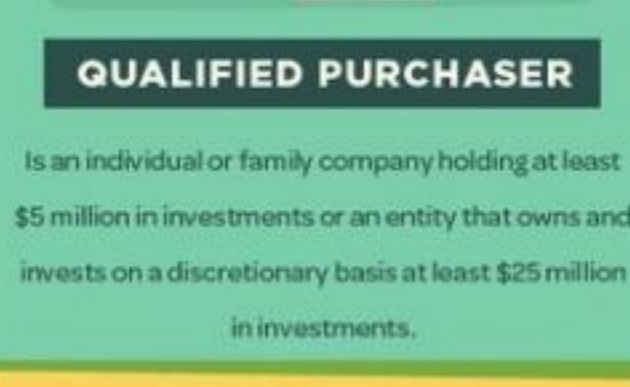 QUALIFIED PURCHASER
Is an individual or family company holding at least
$5 million in investments or an entity that owns and
invests on a discretionary basis at least $25 million
in investments.